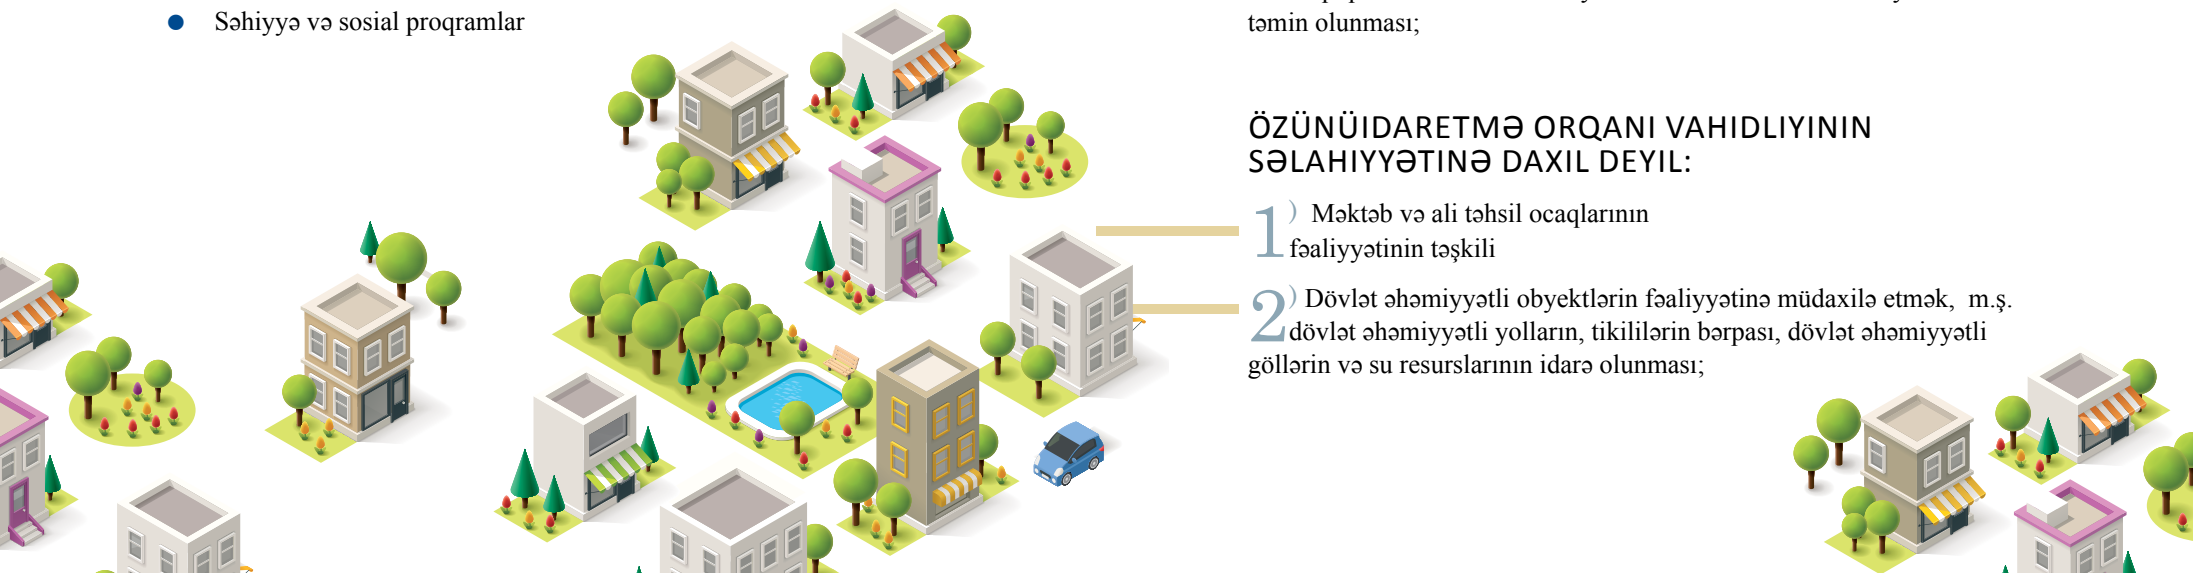 ● Səhiyyə və sosial proqramlar
təmin olunması;
ÖZÜNÜIDARETMƏ ORQANI VAHIDLIYININ
SƏLAHIYYƏTINƏ DAXIL DEYIL:
1) Məktəb və ali təhsil ocaqlarının
fəaliyyətinin təşkili
2) Dövlət əhəmiyyətli obyektlərin fəaliyyətinə müdaxilə etmək, m.ş.
dövlət əhəmiyyətli yolların, tikililərin bərpası, dövlət əhəmiyyətli
göllərin və su resurslarının idarə olunması;